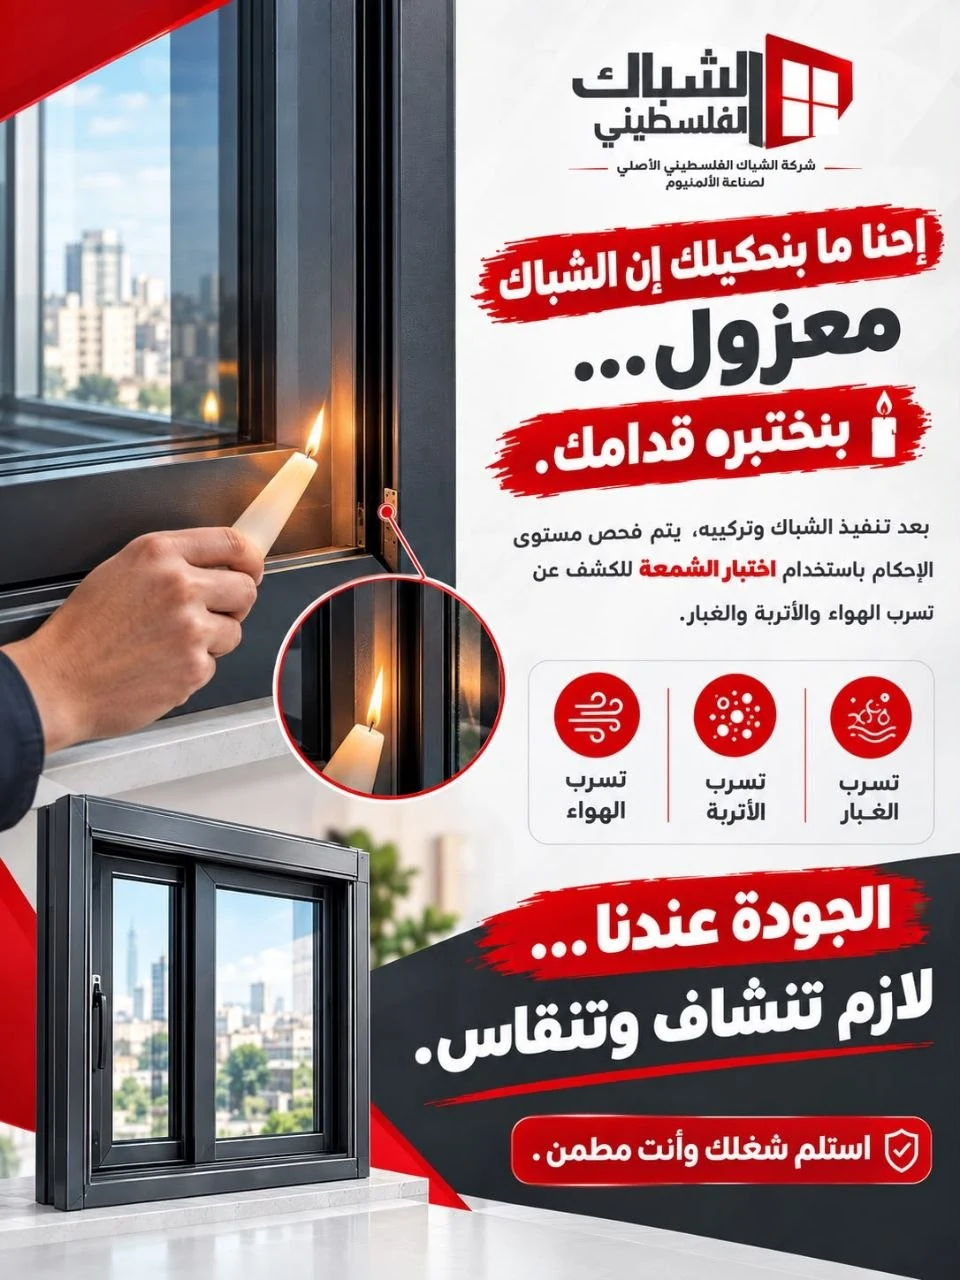 الشباك
الفلسطيني
شركة الشباك الفلسطيني الأصلي
لصناعة الألمنيوم
إحنا ما بنحكيلك إن الشباك
معزول...
بنختبره قدامك.
بعد تنفيذ الشباك وتركيبه، يتم فحص مستوى
الإحكام باستخدام اختبار الشمعة للكشف عن
تسرب الهواء والأتربة والغبار.
تسرب
الغبار
تسرب
الأتربة
تسرب
الهواء
الجودة عندنا...
لازم تنشاف وتنقاس.
استلم شغلك وأنت مطمن.